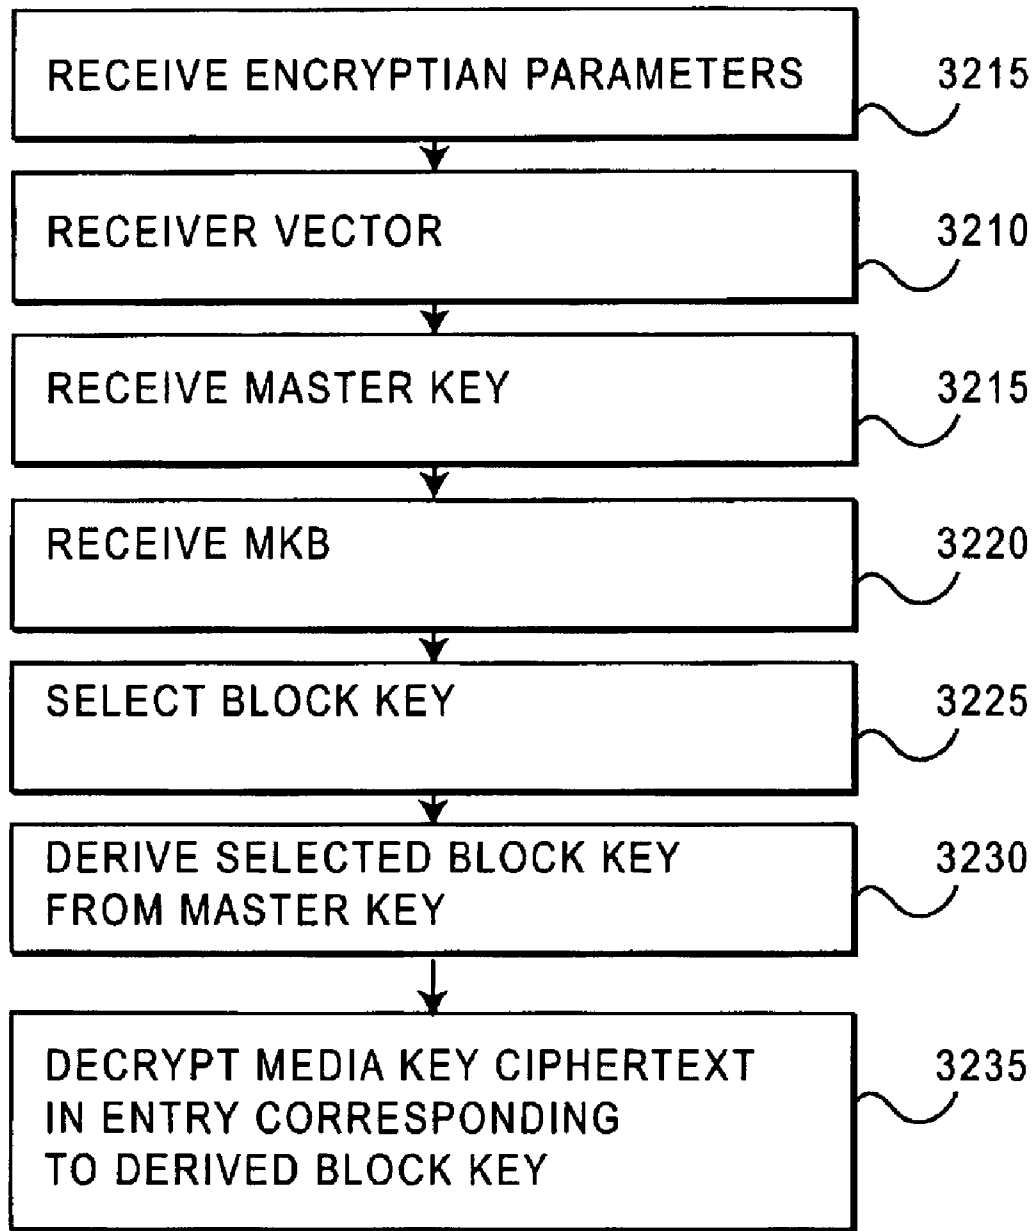 RECEIVE ENCRYPTIAN PARAMETERS 3215
RECEIVER VECTOR 3210
RECEIVE MASTER KEY 3215
RECEIVE MKB 3220
SELECT BLOCK KEY 3225
DERIVE SELECTED BLOCK KEY 3230
FROM MASTER KEY
DECRYPT MEDIA KEY CIPHERTEXT 3235
IN ENTRY CORRESPONDING
TO DERIVED BLOCK KEY